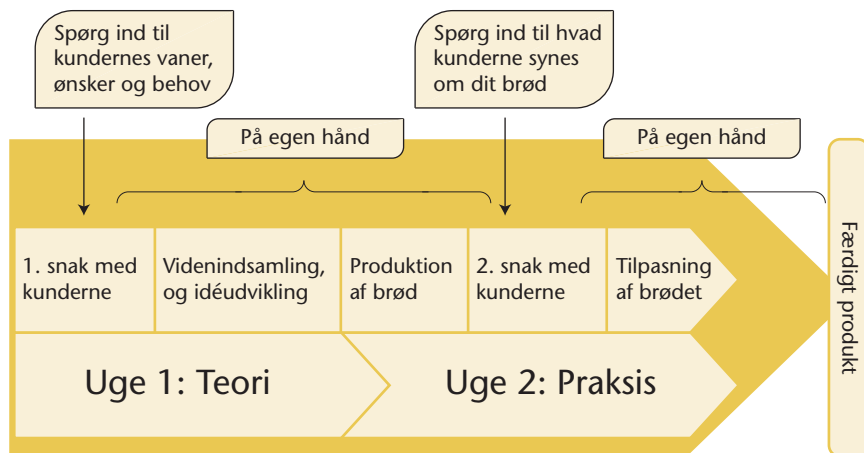 Spørg ind til
kundernes vaner,
ønsker og behov
Spørg ind til hvad
kunderne synes
om dit brød
På egen hånd
På egen hånd
1. snak med
kunderne
Videnindsamling,
og idéudvikling
Produktion
af brød
2. snak med
kunderne
Tilpasning
af brødet
Færdigt produkt
Uge 1: Teori
Uge 2: Praksis